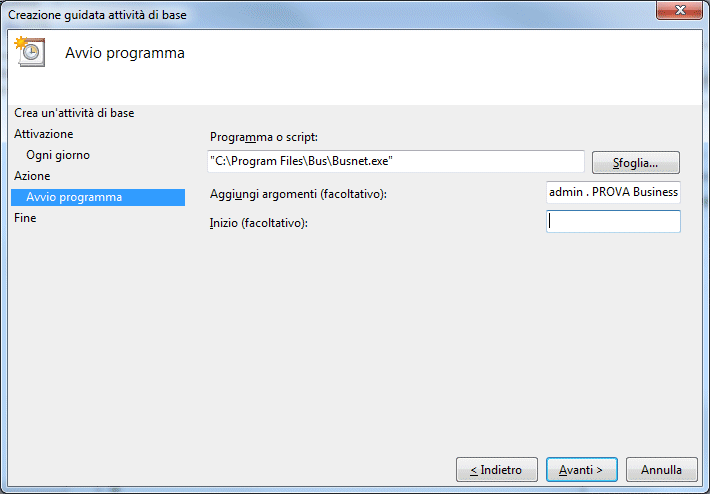 Creazione guidata attività di base
Avvio programma
Crea un'attività di base
Attivazione
Ogni giorno
Azione
Avvio programma
Fine
Programma o script:
"C:\Program Files\Bus\Busnet.exe"
Sfoglia...
Aggiungi argomenti (facoltativo):
admin . PROVA Business
Inizio (facoltativo):
< Indietro
Avanti >
Annulla